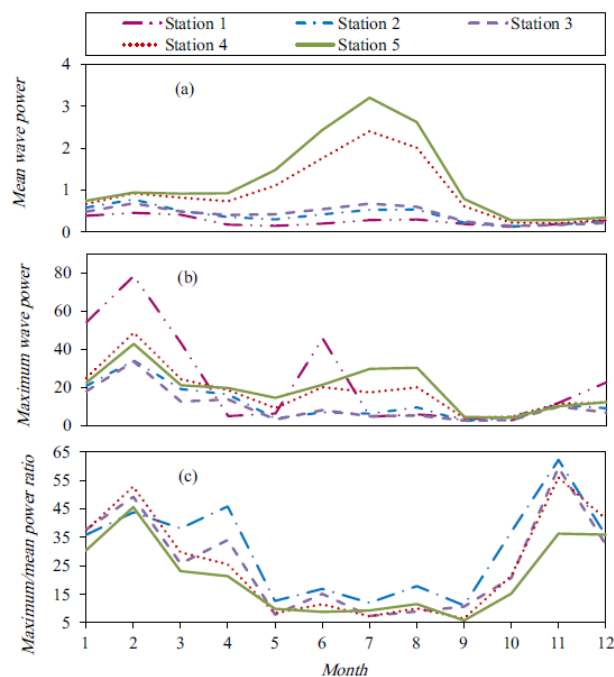 Station 1 Station 2 Station 3
Station 4 Station 5
Mean wave power
4
3
2
1
0
(a)
Maximum wave power
80
60
40
20
0
(b)
Maximum/mean power ratio
65
55
45
35
25
15
5
(c)
1 2 3 4 5 6 7 8 9 10 11 12
Month